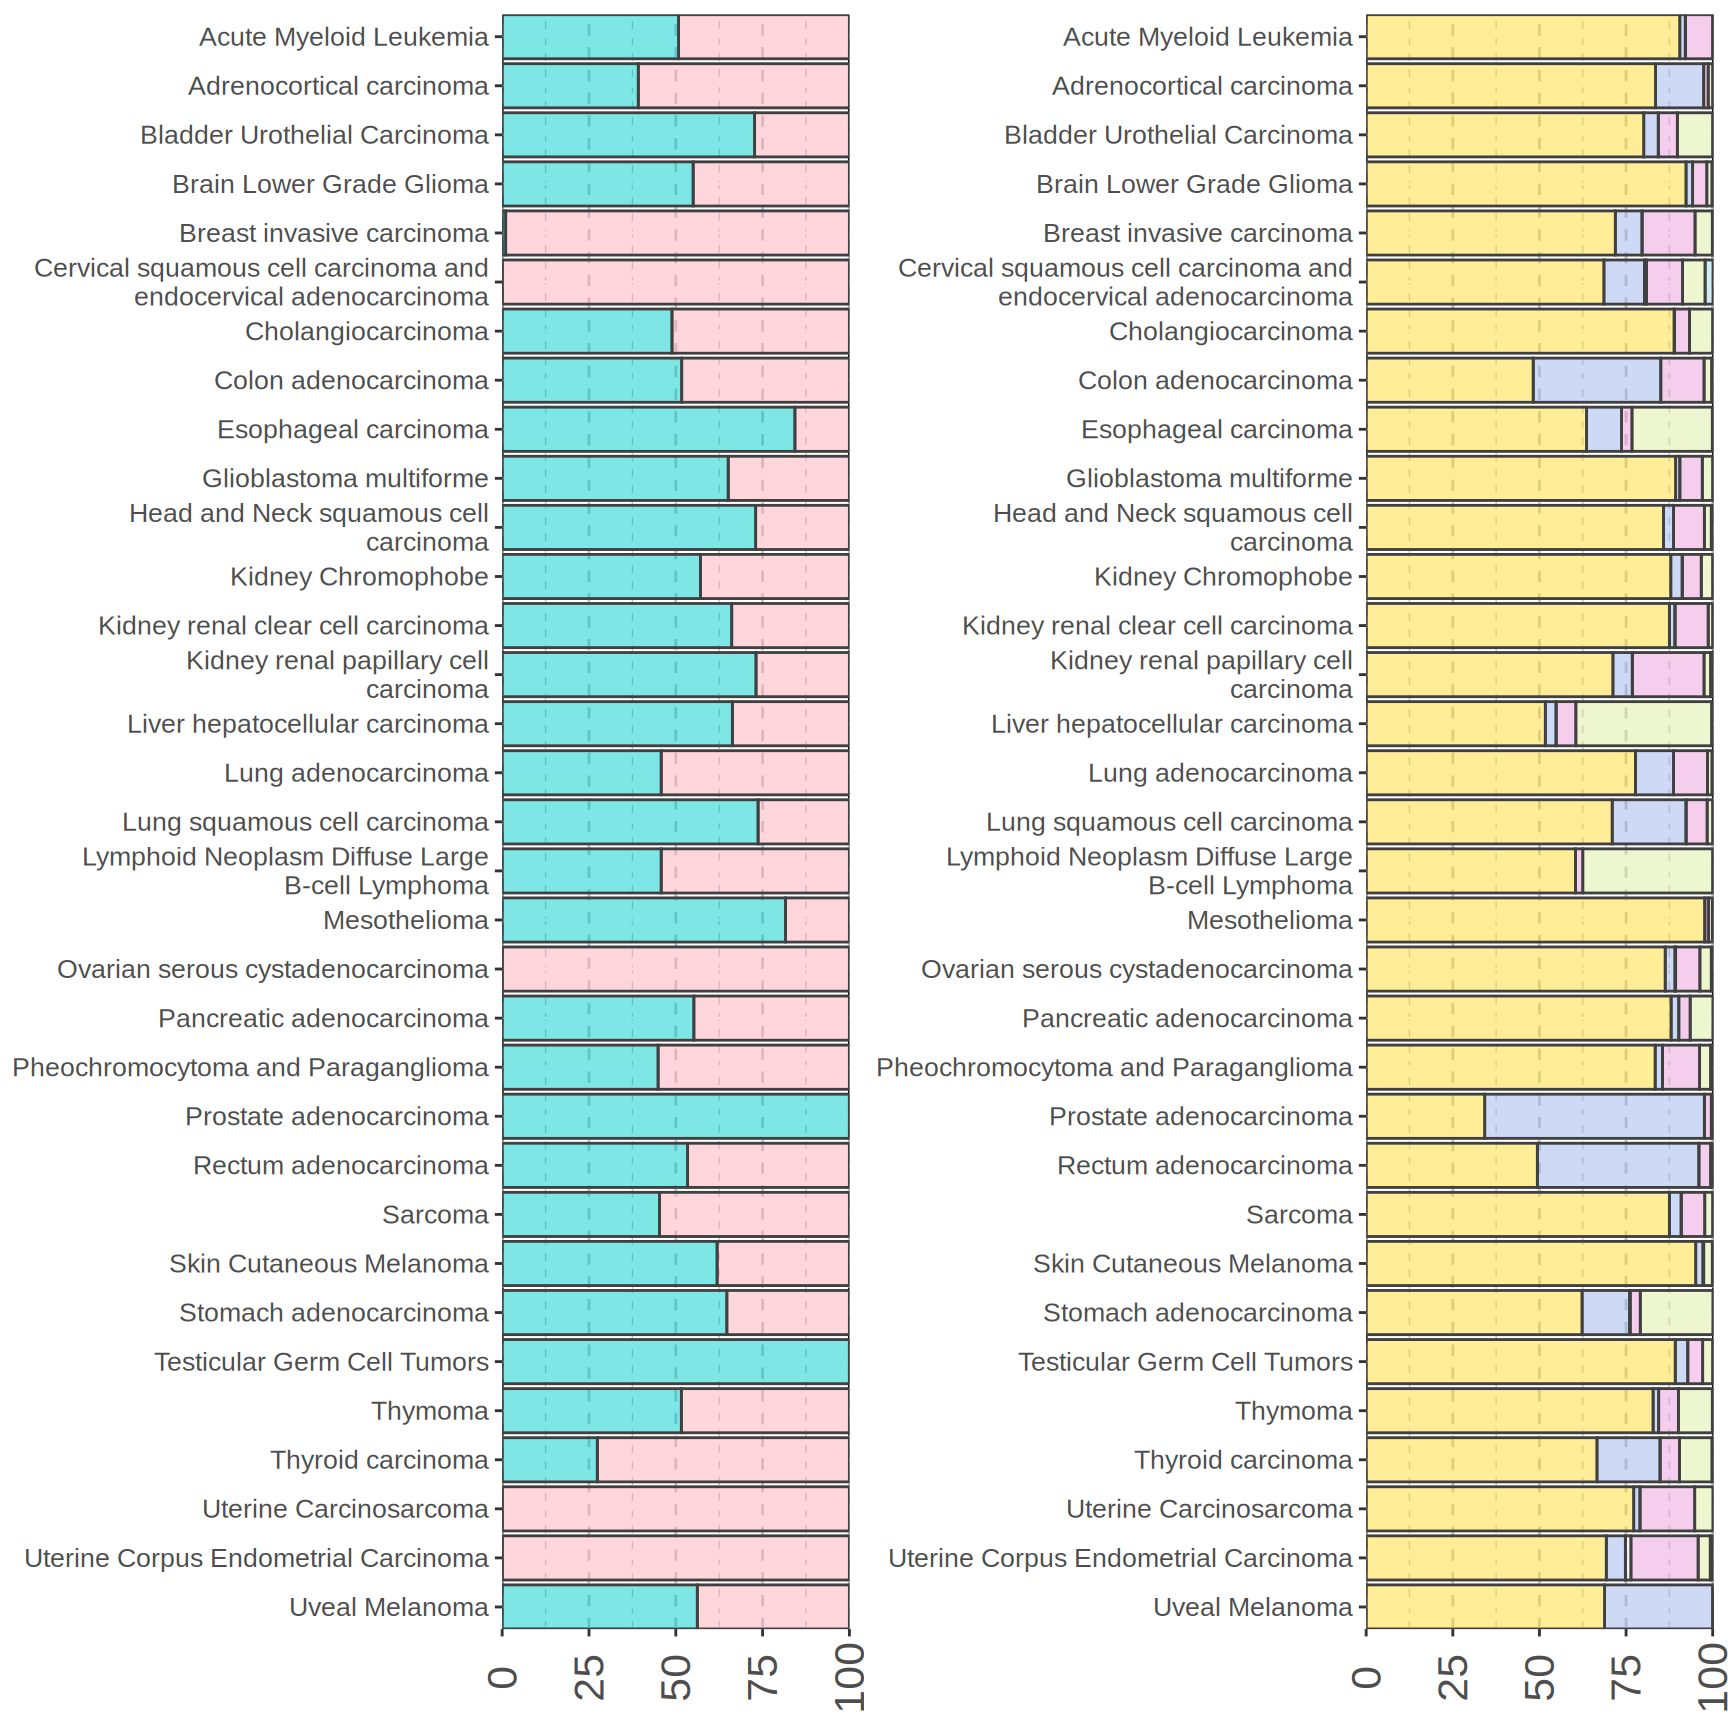 Acute Myeloid Leukemia
Adrenocortical carcinoma
Bladder Urothelial Carcinoma
Brain Lower Grade Glioma
Breast invasive carcinoma
Cervical squamous cell carcinoma and
endocervical adenocarcinoma
Cholangiocarcinoma
Colon adenocarcinoma
Esophageal carcinoma
Glioblastoma multiforme
Head and Neck squamous cell
carcinoma
Kidney Chromophobe
Kidney renal clear cell carcinoma
Kidney renal papillary cell
carcinoma
Liver hepatocellular carcinoma
Lung adenocarcinoma
Lung squamous cell carcinoma
Lymphoid Neoplasm Diffuse Large
B-cell Lymphoma
Mesothelioma
Ovarian serous cystadenocarcinoma
Pancreatic adenocarcinoma
Pheochromocytoma and Paraganglioma
Prostate adenocarcinoma
Rectum adenocarcinoma
Sarcoma
Skin Cutaneous Melanoma
Stomach adenocarcinoma
Testicular Germ Cell Tumors
Thymoma
Thyroid carcinoma
Uterine Carcinosarcoma
Uterine Corpus Endometrial Carcinoma
Uveal Melanoma
0
25
50
75
100
Acute Myeloid Leukemia
Adrenocortical carcinoma
Bladder Urothelial Carcinoma
Brain Lower Grade Glioma
Breast invasive carcinoma
Cervical squamous cell carcinoma and
endocervical adenocarcinoma
Cholangiocarcinoma
Colon adenocarcinoma
Esophageal carcinoma
Glioblastoma multiforme
Head and Neck squamous cell
carcinoma
Kidney Chromophobe
Kidney renal clear cell carcinoma
Kidney renal papillary cell
carcinoma
Liver hepatocellular carcinoma
Lung adenocarcinoma
Lung squamous cell carcinoma
Lymphoid Neoplasm Diffuse Large
B-cell Lymphoma
Mesothelioma
Ovarian serous cystadenocarcinoma
Pancreatic adenocarcinoma
Pheochromocytoma and Paraganglioma
Prostate adenocarcinoma
Rectum adenocarcinoma
Sarcoma
Skin Cutaneous Melanoma
Stomach adenocarcinoma
Testicular Germ Cell Tumors
Thymoma
Thyroid carcinoma
Uterine Carcinosarcoma
Uterine Corpus Endometrial Carcinoma
Uveal Melanoma
0
25
50
75
100